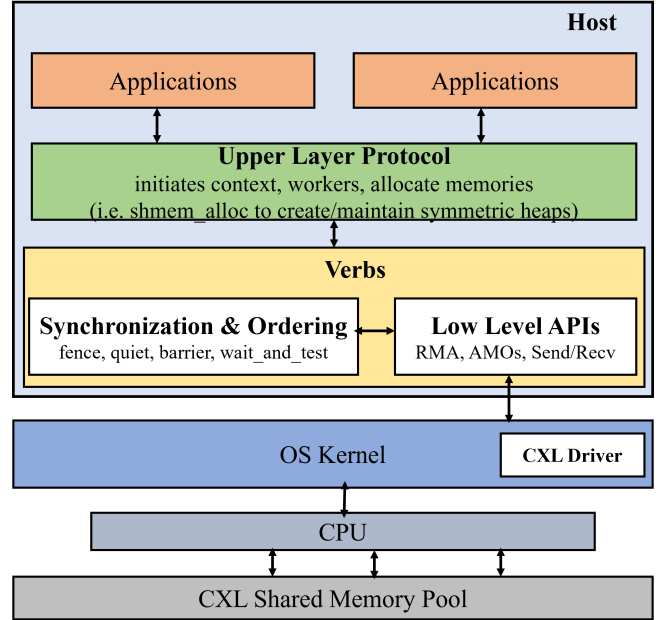 Host
Applications
Applications
Upper Layer Protocol
initiates context, workers, allocate memories
(i.e. shmem_alloc to create/maintain symmetric heaps)
Verbs
Synchronization & Ordering
fence, quiet, barrier, wait_and_test
Low Level APIs
RMA, AMOs, Send/Recv
OS Kernel
CXL Driver
CPU
CXL Shared Memory Pool